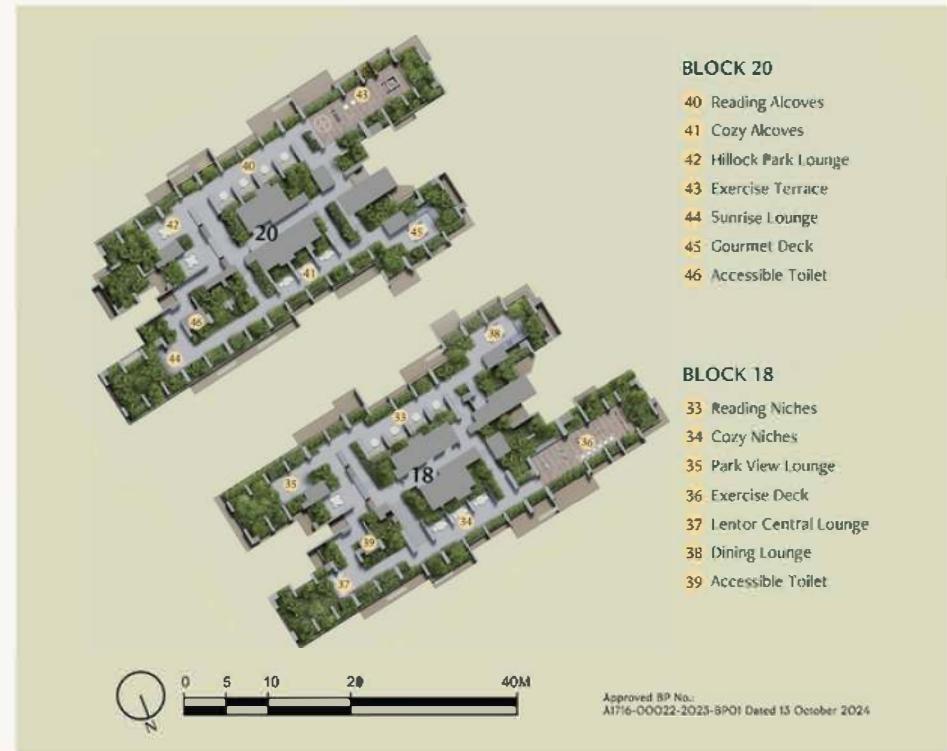 BLOCK 20
40 Reading Alcoves
41 Cozy Alcoves
42 Hillock Park Lounge
43 Exercise Terrace
44 Sunrise Lounge
45 Gourmet Deck
46 Accessible Toilet
43
40
42
20
45
41
46
44
BLOCK 18
33 Reading Niches
34 Cozy Niches
35 Park View Lounge
36 Exercise Deck
37 Lentor Central Lounge
38 Dining Lounge
39 Accessible Toilet
38
33
36
35
18
34
39
37
0 5 10 20 40M
N
Approved BP No.:
A1716-00022-2023-BP01 Dated 13 October 2024